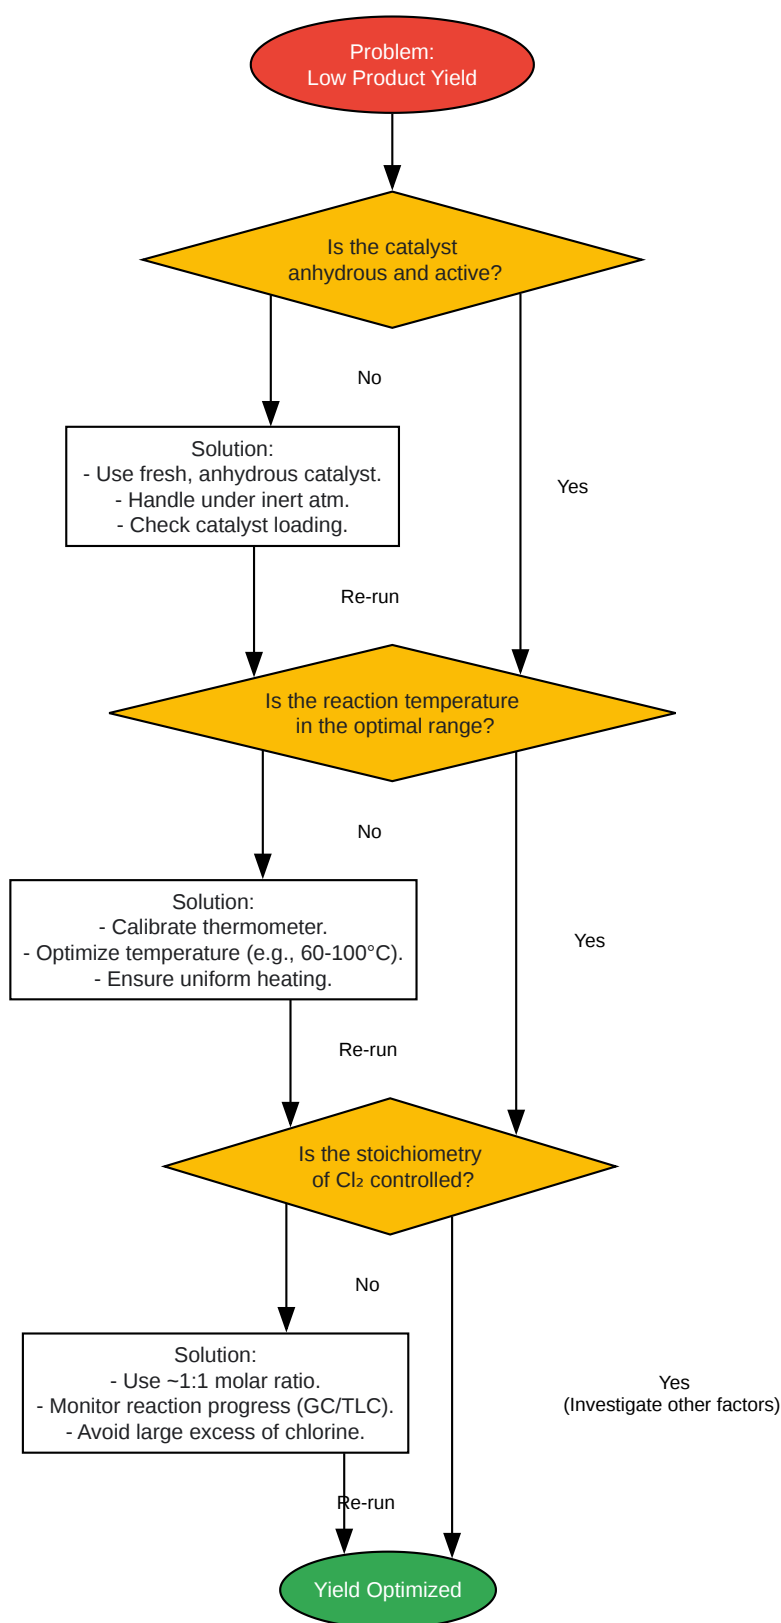 Problem:
Low Product Yield
Is the catalyst
anhydrous and active?
No
Solution:
- Use fresh, anhydrous catalyst.
- Handle under inert atm.
- Check catalyst loading.
Yes
Re-run
Is the reaction temperature
in the optimal range?
No
Solution:
- Calibrate thermometer.
- Optimize temperature (e.g., 60-100°C).
- Ensure uniform heating.
Yes
Re-run
Is the stoichiometry
of Cl₂ controlled?
No
Solution:
- Use ~1:1 molar ratio.
- Monitor reaction progress (GC/TLC).
- Avoid large excess of chlorine.
Yes
(Investigate other factors)
Re-run
Yield Optimized